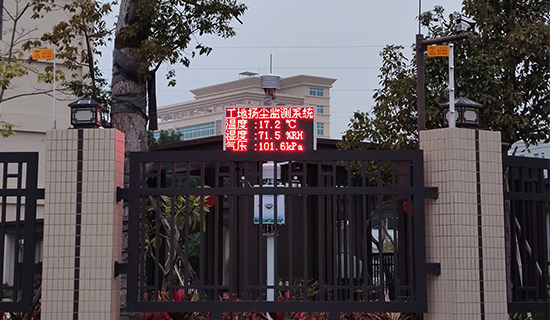 工地扬尘监测系统
温度:17.2 ℃
湿度:71.5 %RH
气压:101.6kPa